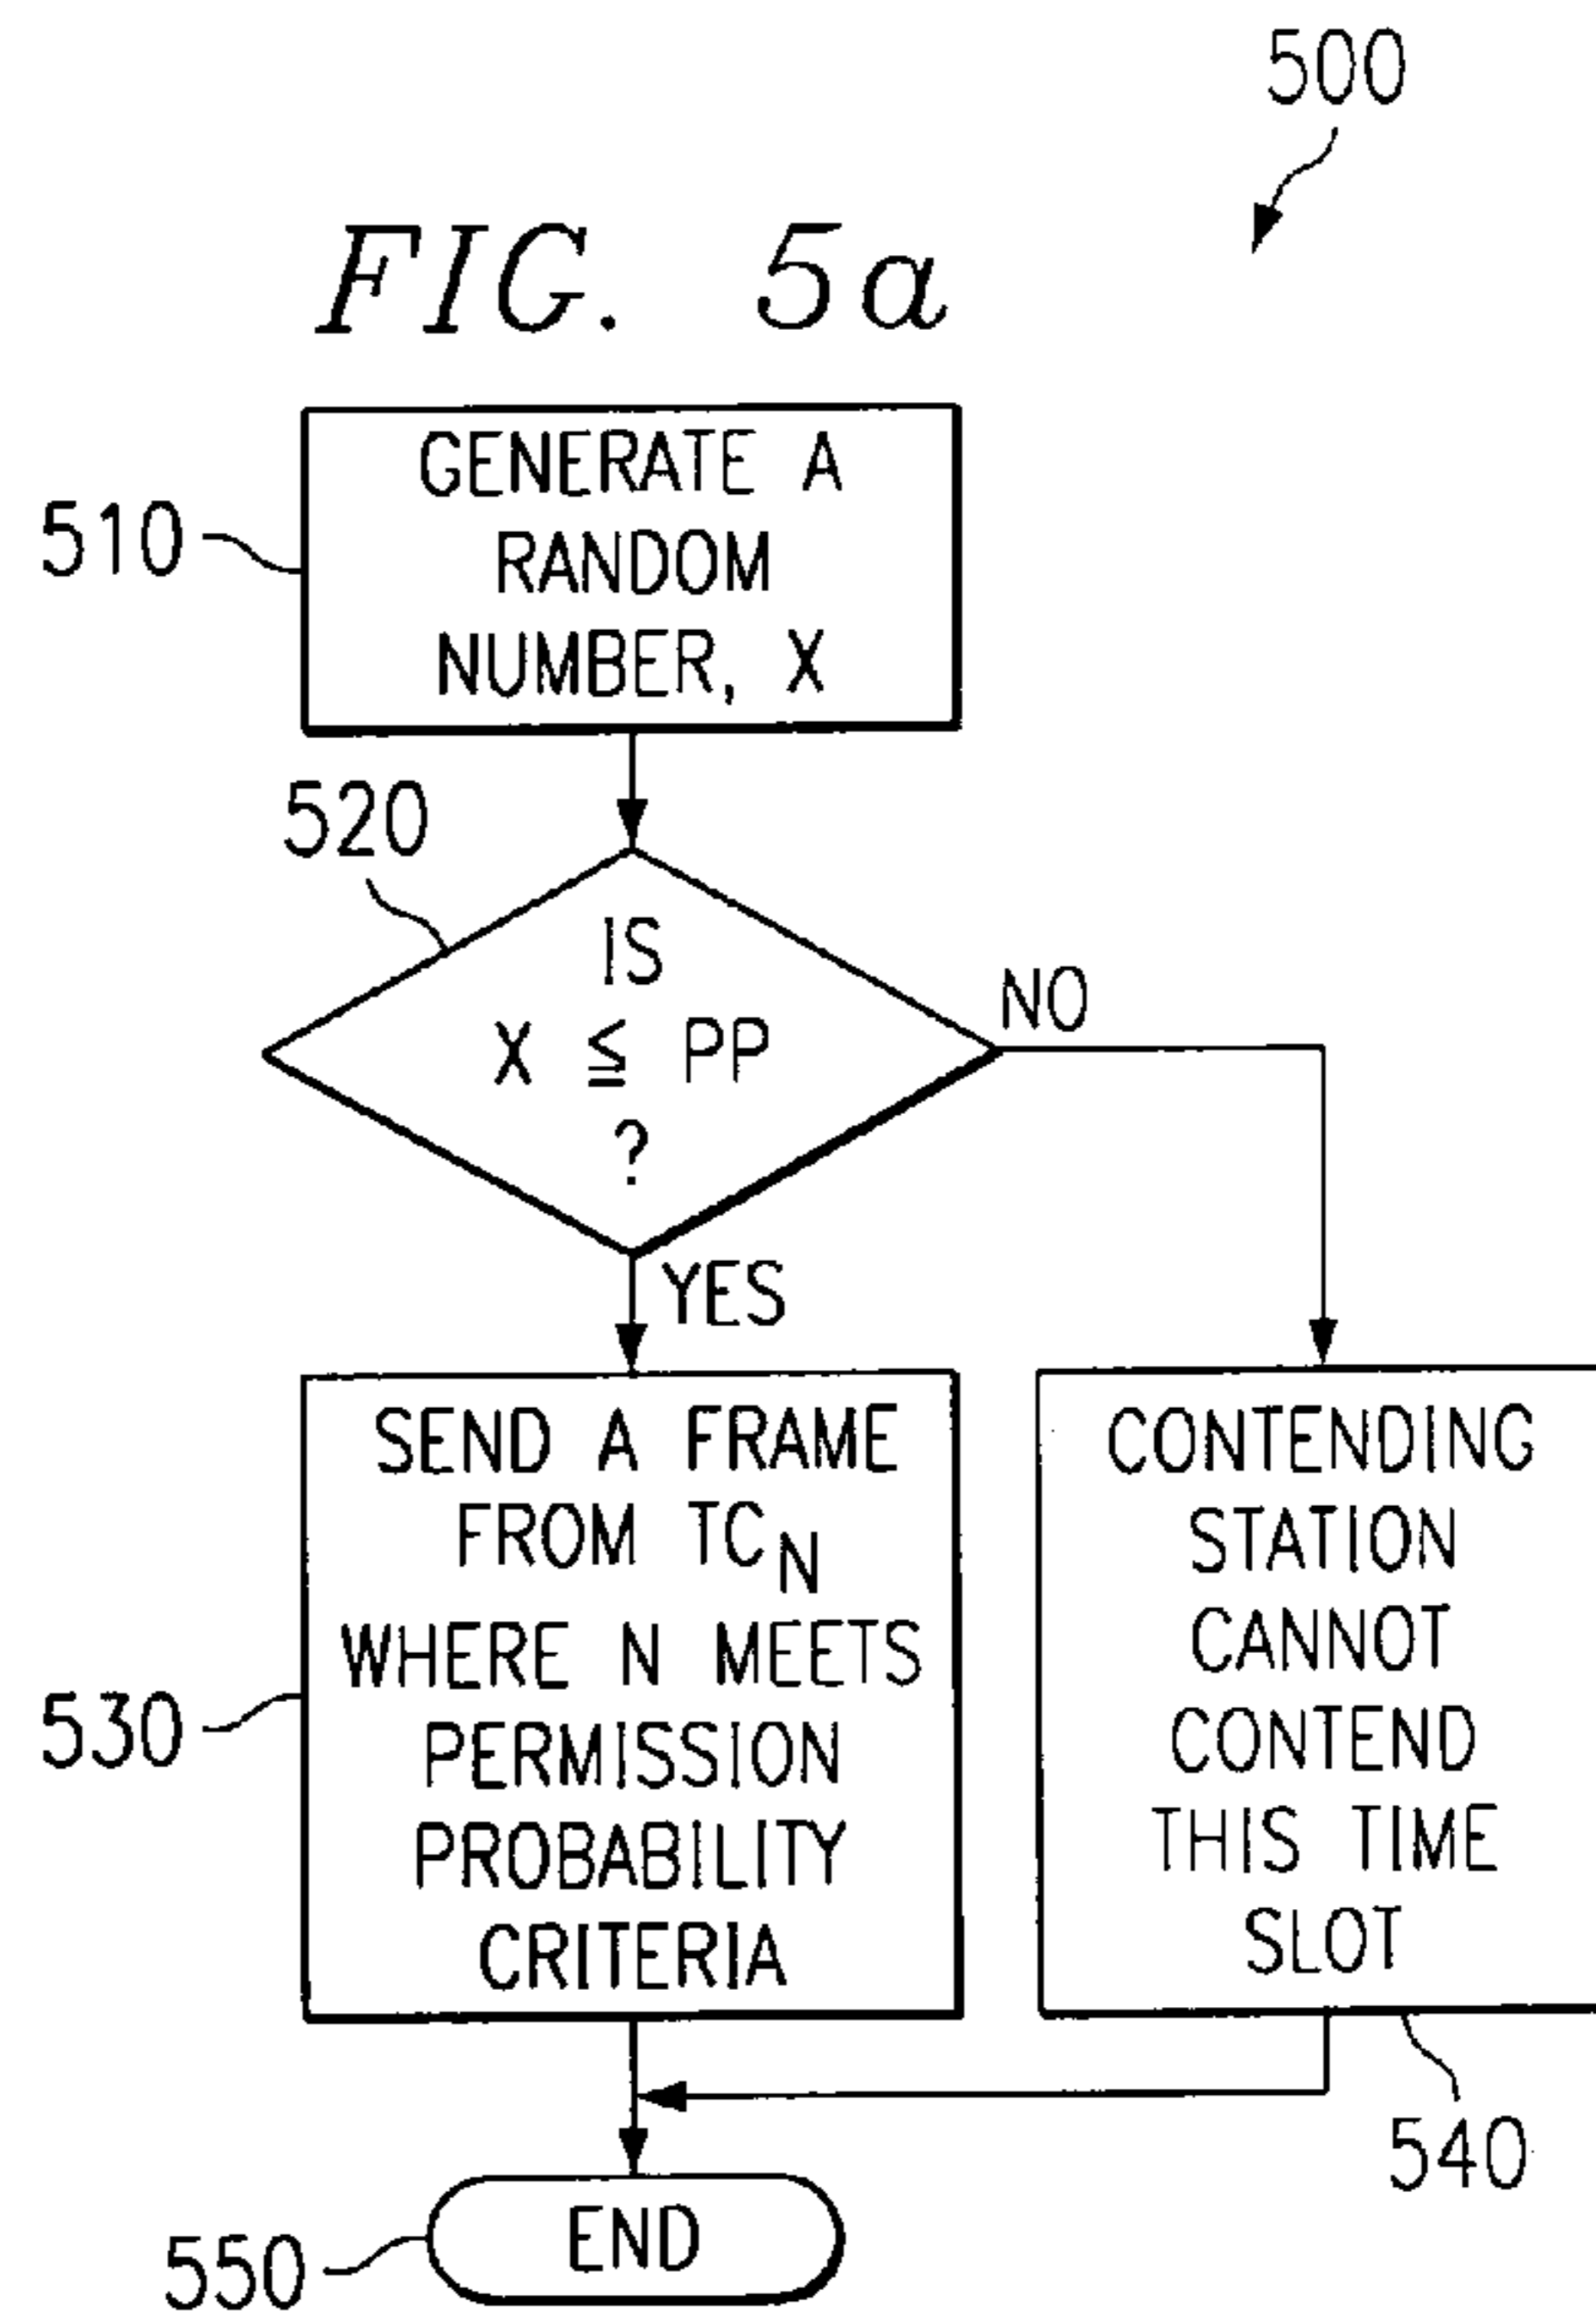 500
FIG. 5a
GENERATE A
RANDOM
NUMBER, X
510
520
IS
X ≦ PP
?
NO
YES
SEND A FRAME
FROM TC_N
WHERE N MEETS
PERMISSION
PROBABILITY
CRITERIA
530
CONTENDING
STATION
CANNOT
CONTEND
THIS TIME
SLOT
540
END
550